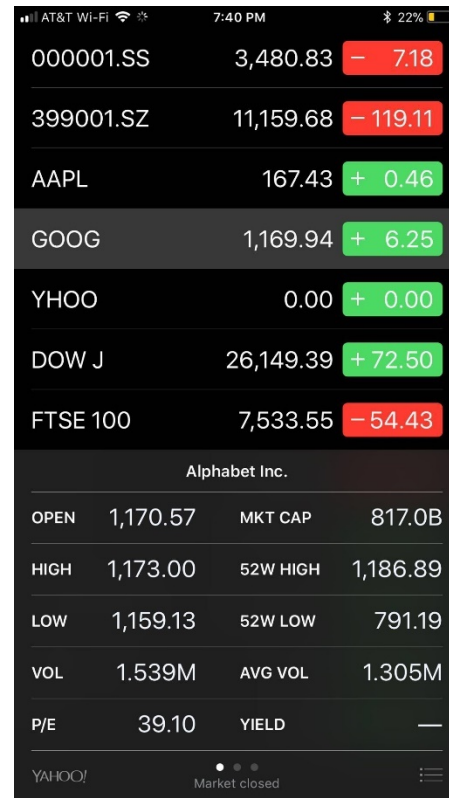 AT&T Wi-Fi 7:40 PM 22%
000001.SS 3,480.83 − 7.18
399001.SZ 11,159.68 − 119.11
AAPL 167.43 + 0.46
GOOG 1,169.94 + 6.25
YHOO 0.00 + 0.00
DOW J 26,149.39 + 72.50
FTSE 100 7,533.55 − 54.43
Alphabet Inc.
OPEN 1,170.57 MKT CAP 817.0B
HIGH 1,173.00 52W HIGH 1,186.89
LOW 1,159.13 52W LOW 791.19
VOL 1.539M AVG VOL 1.305M
P/E 39.10 YIELD —
YAHOO! Market closed